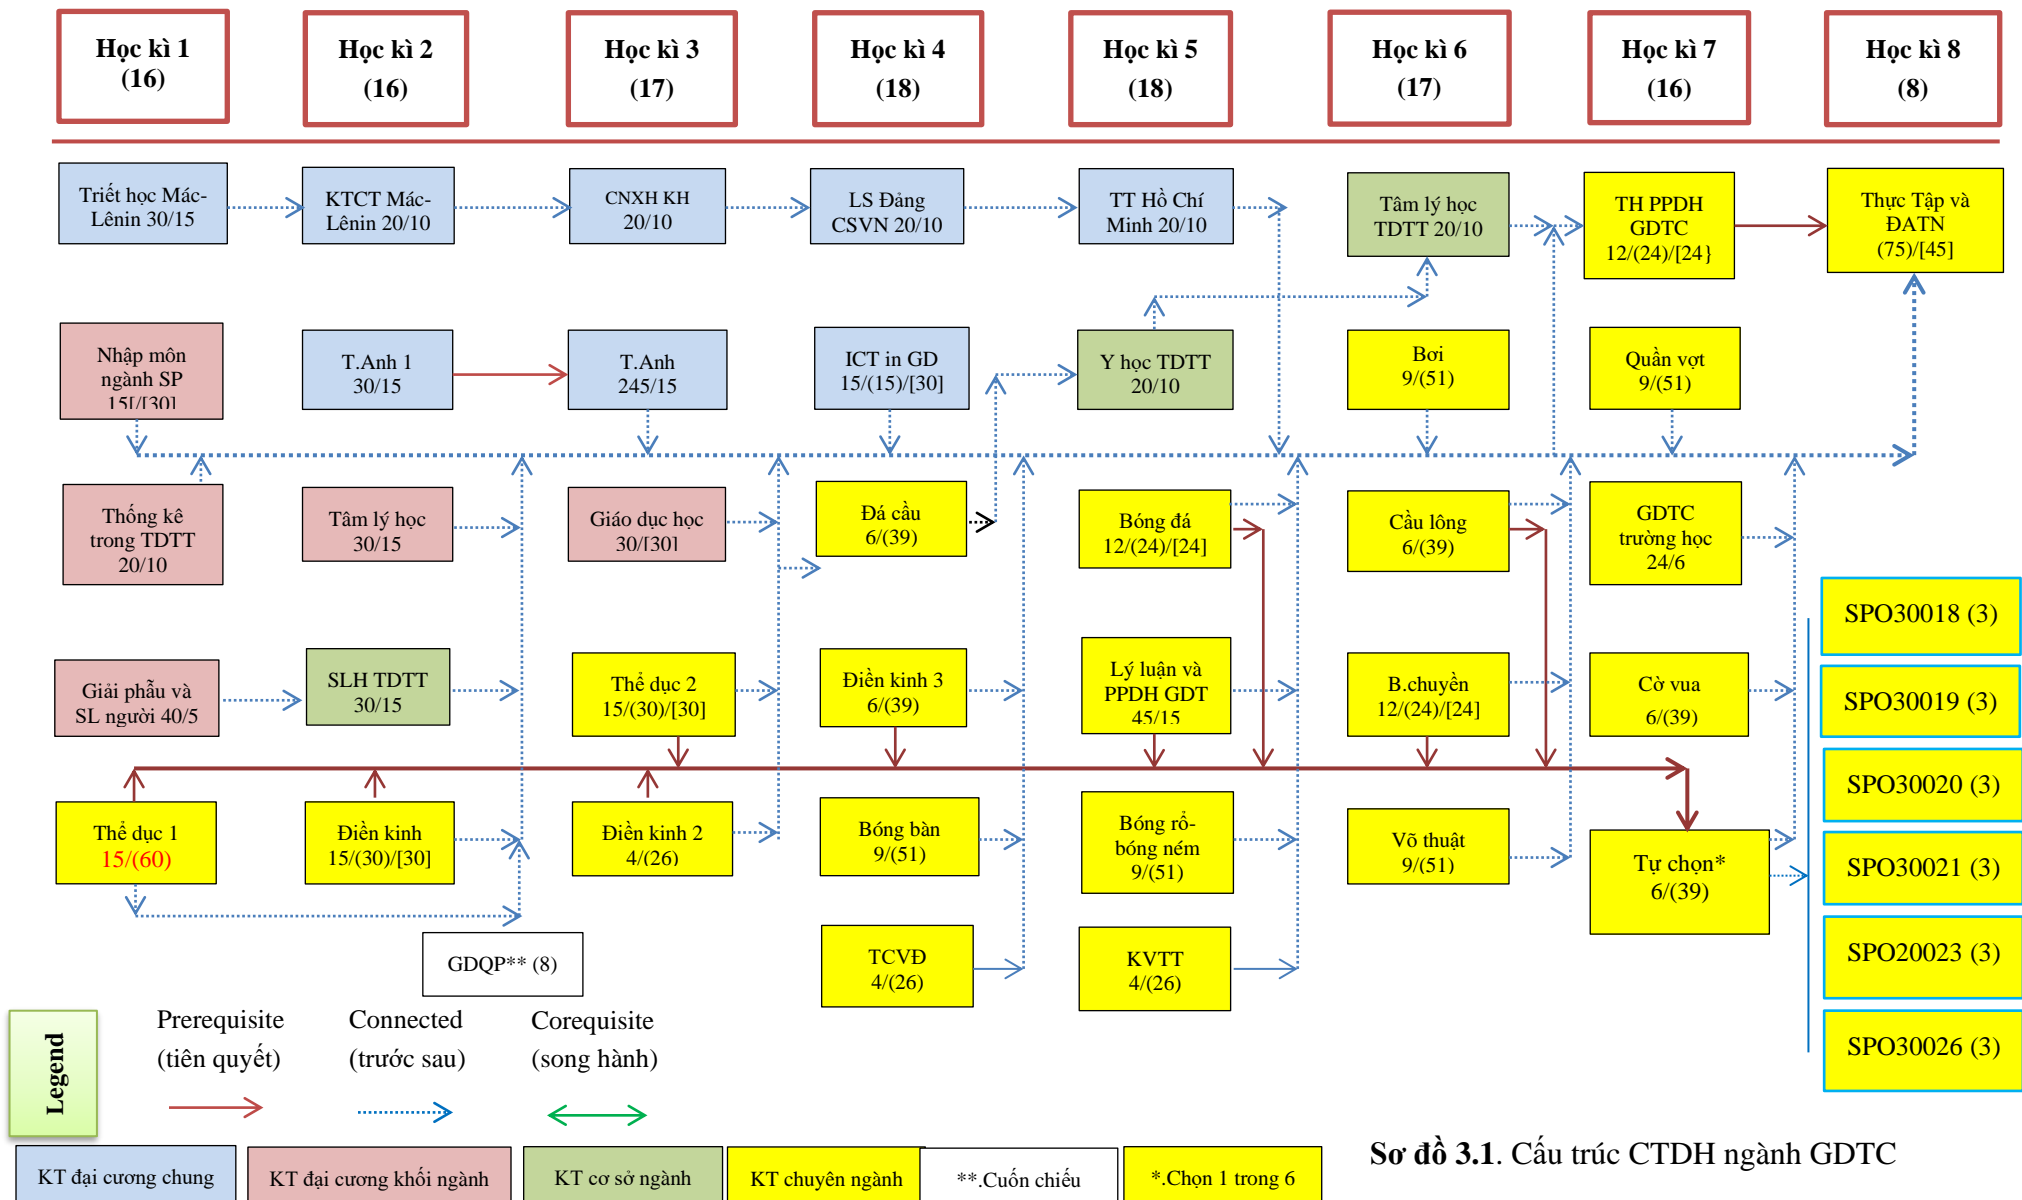 Học kì 1
(16)
Học kì 2
(16)
Học kì 3
(17)
Học kì 4
(18)
Học kì 5
(18)
Học kì 6
(17)
Học kì 7
(16)
Học kì 8
(8)
Triết học Mác-
Lênin 30/15
KTCT Mác-
Lênin 20/10
CNXH KH
20/10
LS Đảng
CSVN 20/10
TT Hồ Chí
Minh 20/10
Tâm lý học
TDTT 20/10
TH PPDH
GDTC
12/(24)/[24}
Thực Tập và
ĐATN
(75)/[45]
Nhập môn
ngành SP
15[/[30]
T.Anh 1
30/15
T.Anh
245/15
ICT in GD
15/(15)/[30]
Y học TDTT
20/10
Bơi
9/(51)
Quần vợt
9/(51)
Thống kê
trong TDTT
20/10
Tâm lý học
30/15
Giáo dục học
30/[30]
Đá cầu
6/(39)
Bóng đá
12/(24)/[24]
Cầu lông
6/(39)
GDTC
trường học
24/6
Giải phẫu và
SL người 40/5
SLH TDTT
30/15
Thể dục 2
15/(30)/[30]
Điền kinh 3
6/(39)
Lý luận và
PPDH GDT
45/15
B.chuyền
12/(24)/[24]
Cờ vua
6/(39)
Thể dục 1
15/(60)
Điền kinh
15/(30)/[30]
Điền kinh 2
4/(26)
Bóng bàn
9/(51)
Bóng rổ-
bóng ném
9/(51)
Võ thuật
9/(51)
Tự chọn*
6/(39)
SPO30018 (3)
SPO30019 (3)
SPO30020 (3)
SPO30021 (3)
SPO20023 (3)
SPO30026 (3)
GDQP** (8)
TCVĐ
4/(26)
KVTT
4/(26)
Legend
Prerequisite
(tiên quyết)
Connected
(trước sau)
Corequisite
(song hành)
KT đại cương chung
KT đại cương khối ngành
KT cơ sở ngành
KT chuyên ngành
**.Cuốn chiếu
*.Chọn 1 trong 6
Sơ đồ 3.1. Cấu trúc CTDH ngành GDTC